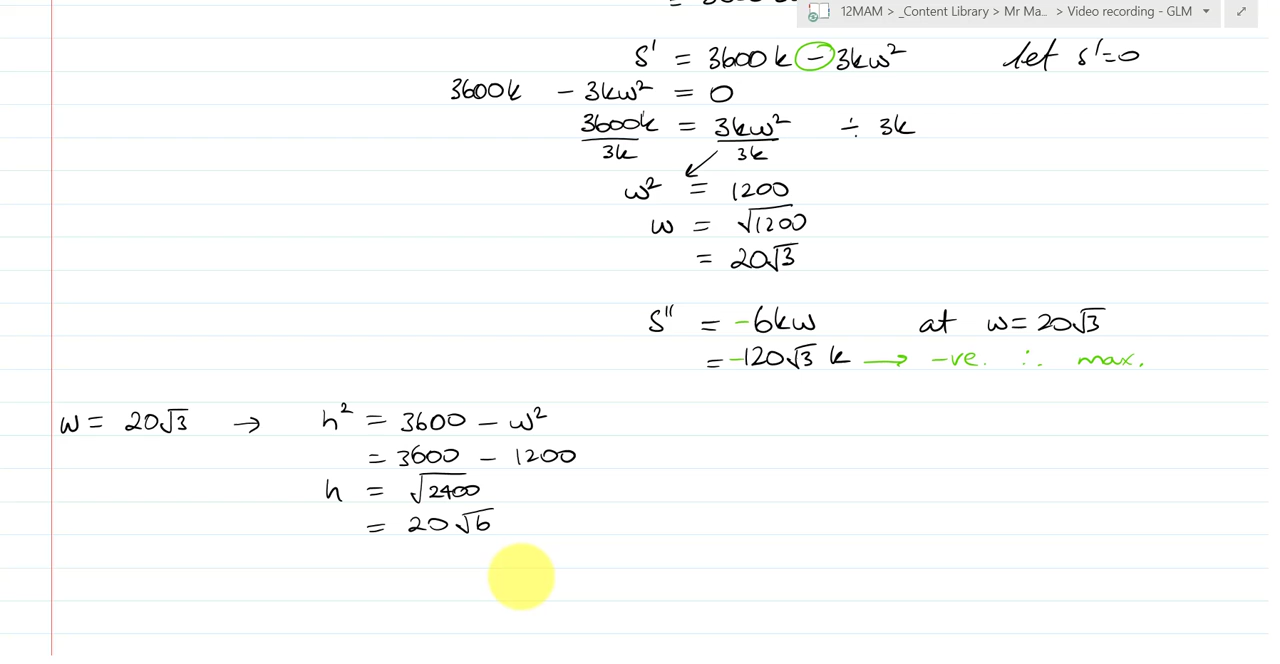 12MAM > _Content Library > Mr Ma... > Video recording - GLM
S' = 3600k - 3kw² let s'=0
3600k - 3kw² = 0
3600k/3k = 3kw²/3k ÷ 3k
w² = 1200
w = √1200
= 20√3
S'' = -6kw at w = 20√3
= -120√3 k → -ve. ∴ max.
w = 20√3 → h² = 3600 - w²
= 3600 - 1200
h = √2400
= 20√6